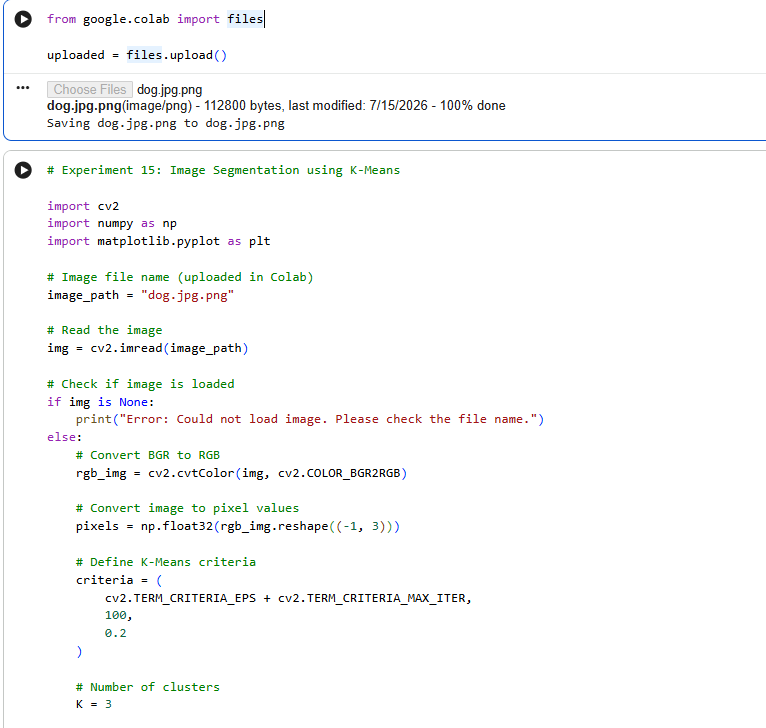 from google.colab import files
uploaded = files.upload()
Choose Files dog.jpg.png
dog.jpg.png(image/png) - 112800 bytes, last modified: 7/15/2026 - 100% done
Saving dog.jpg.png to dog.jpg.png
# Experiment 15: Image Segmentation using K-Means
import cv2
import numpy as np
import matplotlib.pyplot as plt
# Image file name (uploaded in Colab)
image_path = "dog.jpg.png"
# Read the image
img = cv2.imread(image_path)
# Check if image is loaded
if img is None:
    print("Error: Could not load image. Please check the file name.")
else:
    # Convert BGR to RGB
    rgb_img = cv2.cvtColor(img, cv2.COLOR_BGR2RGB)
    # Convert image to pixel values
    pixels = np.float32(rgb_img.reshape((-1, 3)))
    # Define K-Means criteria
    criteria = (
        cv2.TERM_CRITERIA_EPS + cv2.TERM_CRITERIA_MAX_ITER,
        100,
        0.2
    )
    # Number of clusters
    K = 3